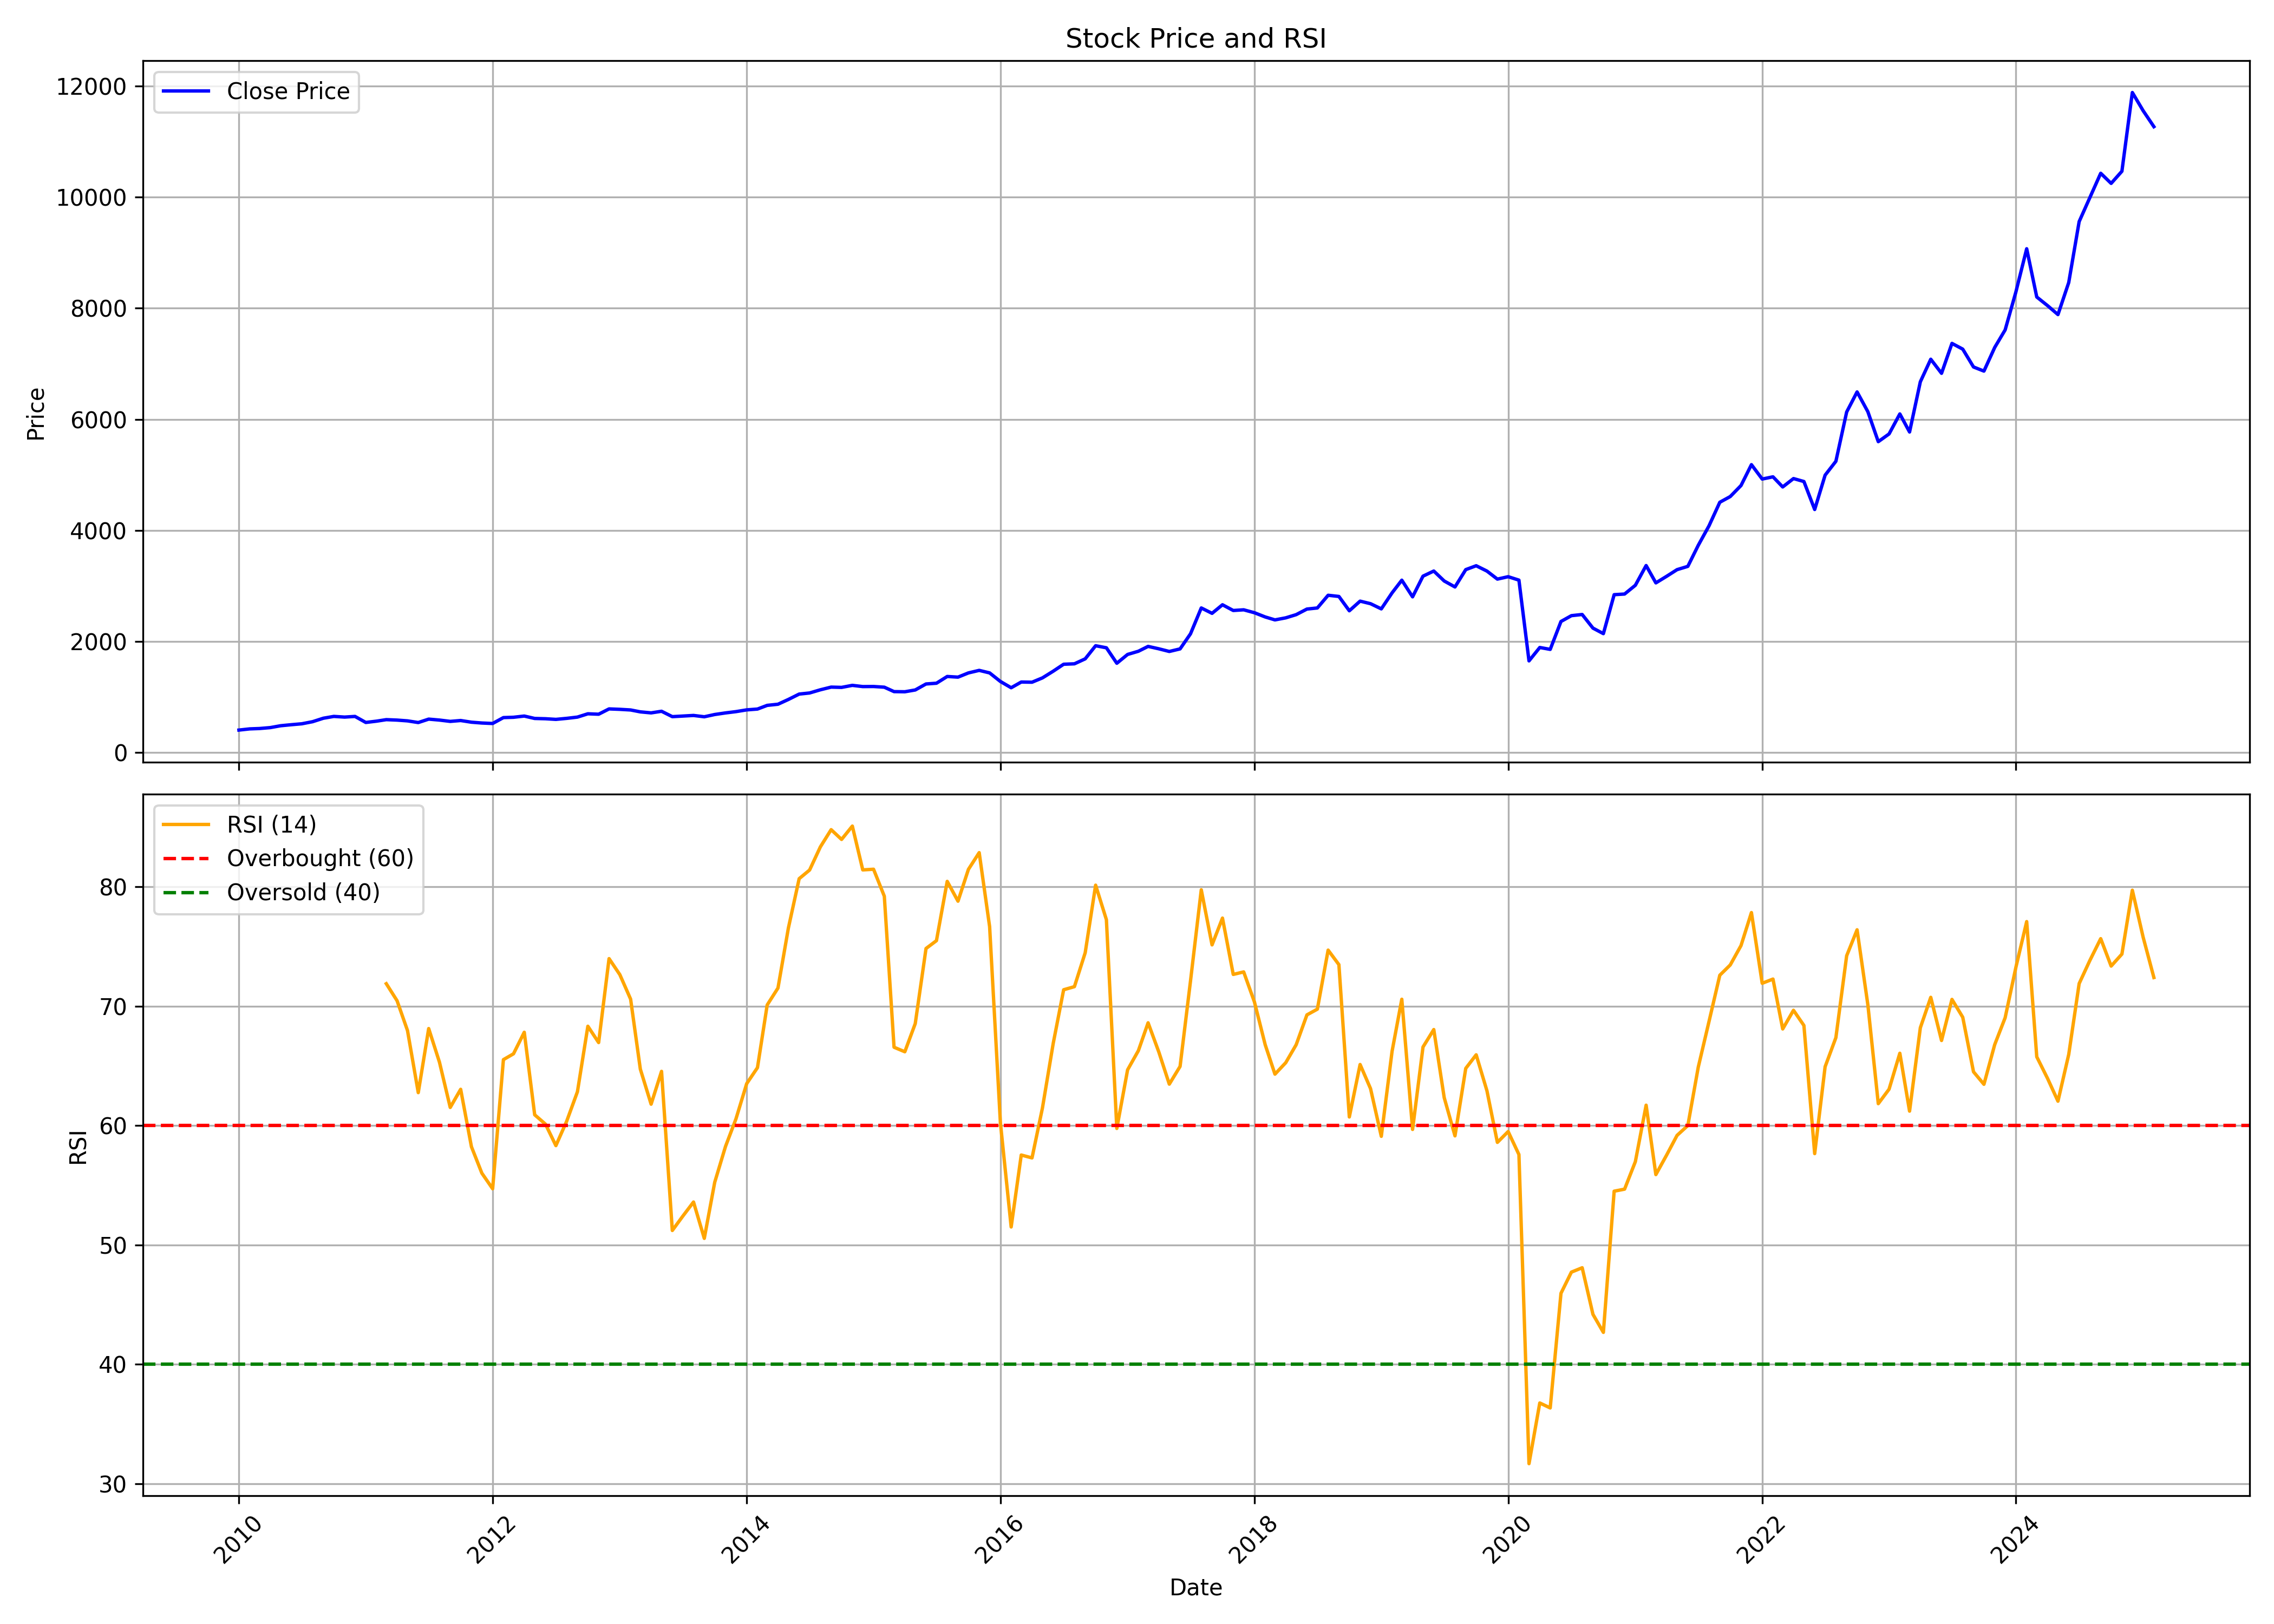 Stock Price and RSI
12000
10000
8000
6000
4000
2000
0
Price
Close Price
80
70
60
50
40
30
RSI
RSI (14)
Overbought (60)
Oversold (40)
2010
2012
2014
2016
2018
2020
2022
2024
Date